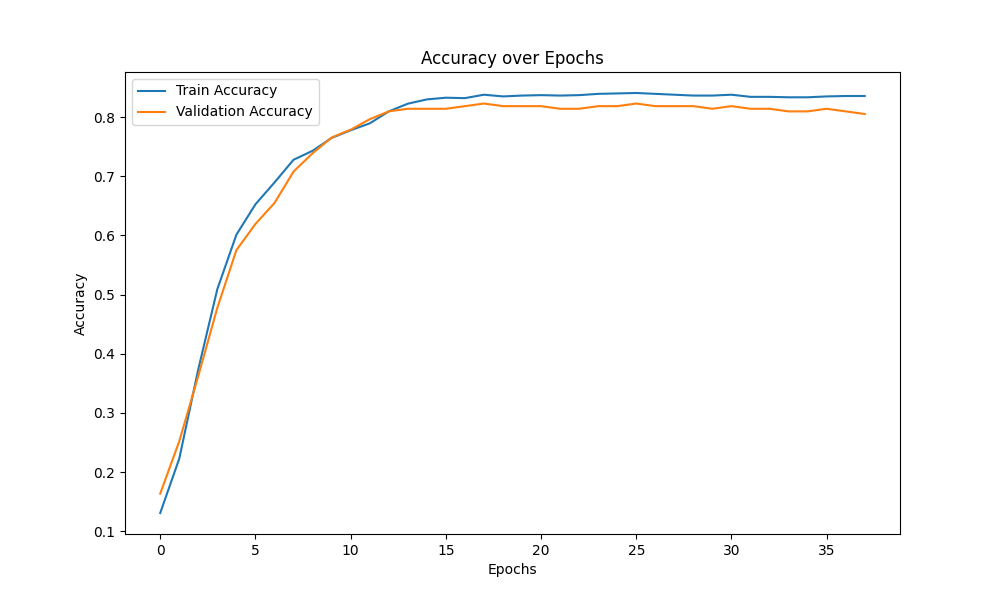 Accuracy over Epochs
Train Accuracy
Validation Accuracy
0.8
0.7
0.6
0.5
0.4
0.3
0.2
0.1
Accuracy
0 5 10 15 20 25 30 35
Epochs